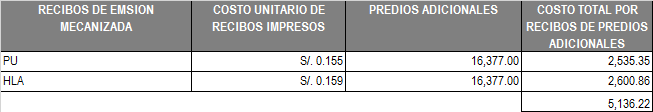 RECIBOS DE EMSION MECANIZADA COSTO UNITARIO DE RECIBOS IMPRESOS PREDIOS ADICIONALES COSTO TOTAL POR RECIBOS DE PREDIOS ADICIONALES
PU S/. 0.155 16,377.00 2,535.35
HLA S/. 0.159 16,377.00 2,600.86
5,136.22